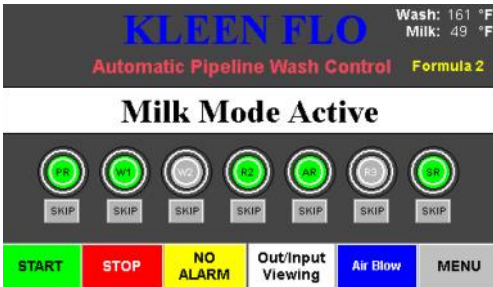 KLEEN FLO
Wash: 161 °F
Milk: 49 °F
Automatic Pipeline Wash Control
Formula 2
Milk Mode Active
PR W1 W2 R2 AR R3 SR
SKIP SKIP SKIP SKIP SKIP SKIP SKIP
START STOP NO ALARM Out/Input Viewing Air Blow MENU